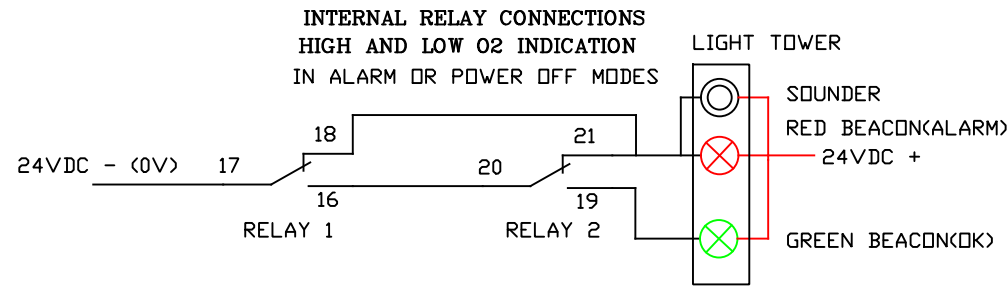 INTERNAL RELAY CONNECTIONS
HIGH AND LOW O2 INDICATION
IN ALARM OR POWER OFF MODES
LIGHT TOWER
SOUNDER
RED BEACON(ALARM)
24VDC +
GREEN BEACON(OK)
24VDC - (0V)
17
18
16
RELAY 1
20
21
19
RELAY 2